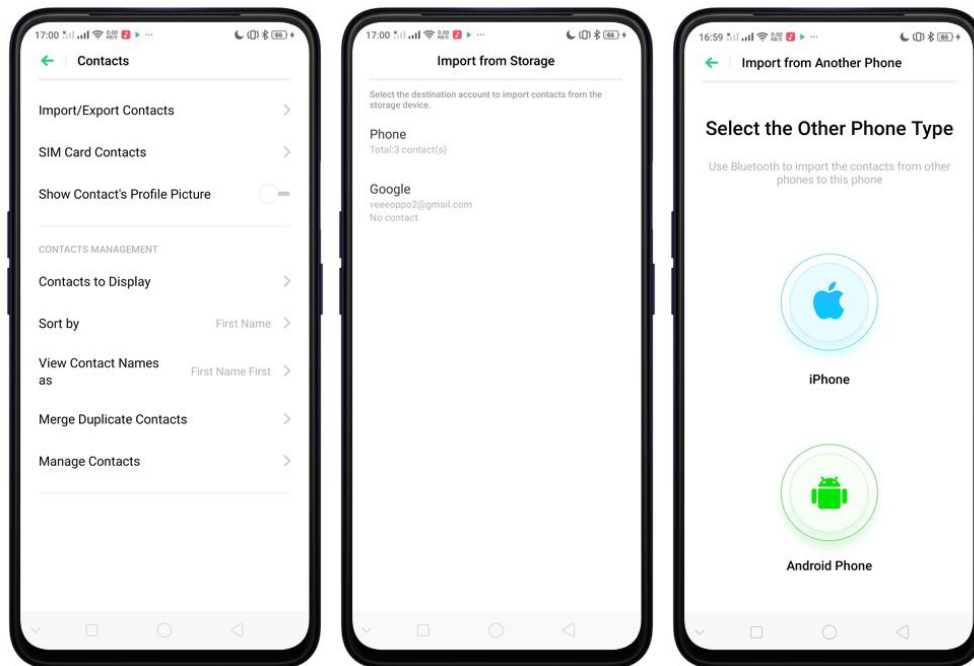 17:00
66
Contacts
Import/Export Contacts
SIM Card Contacts
Show Contact's Profile Picture
CONTACTS MANAGEMENT
Contacts to Display
Sort by First Name
View Contact Names
as First Name First
Merge Duplicate Contacts
Manage Contacts
17:00
66
Import from Storage
Select the destination account to import contacts from the
storage device.
Phone
Total:3 contact(s)
Google
veeeoppo2@gmail.com
No contact
16:59
66
Import from Another Phone
Select the Other Phone Type
Use Bluetooth to import the contacts from other
phones to this phone
iPhone
Android Phone